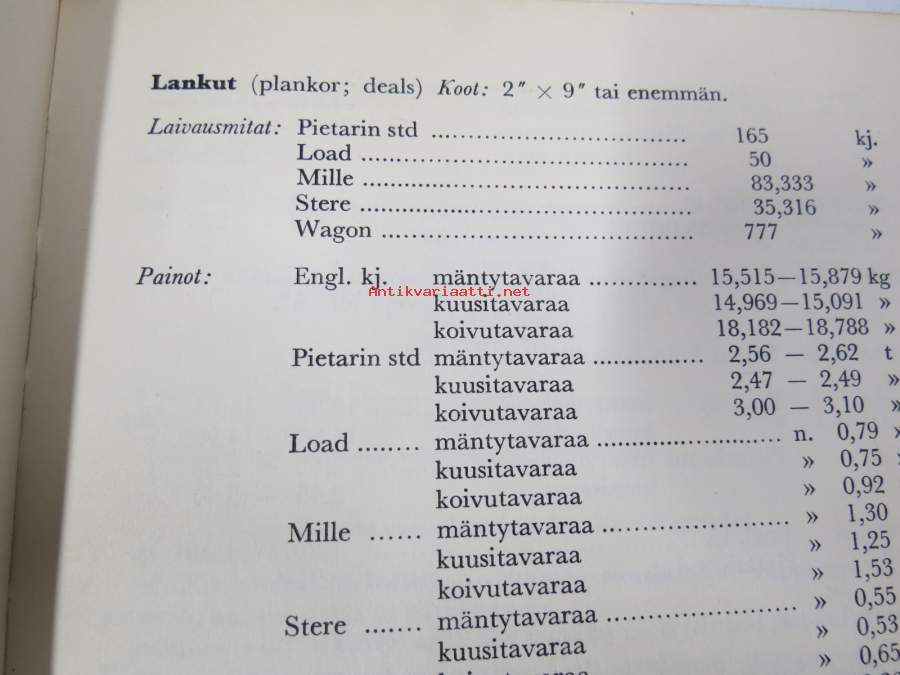 Lankut (plankor; deals) Koot: 2" × 9" tai enemmän.
Laivausmitat: Pietarin std ........................................ 165 kj.
Load .................................................... 50 »
Mille .................................................... 83,333 »
Stere .................................................... 35,316 »
Wagon ................................................ 777 »
Painot: Engl. kj. mäntytavaraa .............. 15,515—15,879 kg
Antikvariaatti.net
kuusitavaraa 14,969—15,091 »
koivutavaraa 18,182—18,788 »
Pietarin std mäntytavaraa ................ 2,56 — 2,62 t
kuusitavaraa 2,47 — 2,49 »
koivutavaraa 3,00 — 3,10 »
Load ........ mäntytavaraa ............................ n. 0,79 »
kuusitavaraa » 0,75
koivutavaraa » 0,92
Mille ...... mäntytavaraa ........................... » 1,30
kuusitavaraa » 1,25
koivutavaraa » 1,53
Stere ....... mäntytavaraa ........................... » 0,55
kuusitavaraa » 0,53
» 0,65